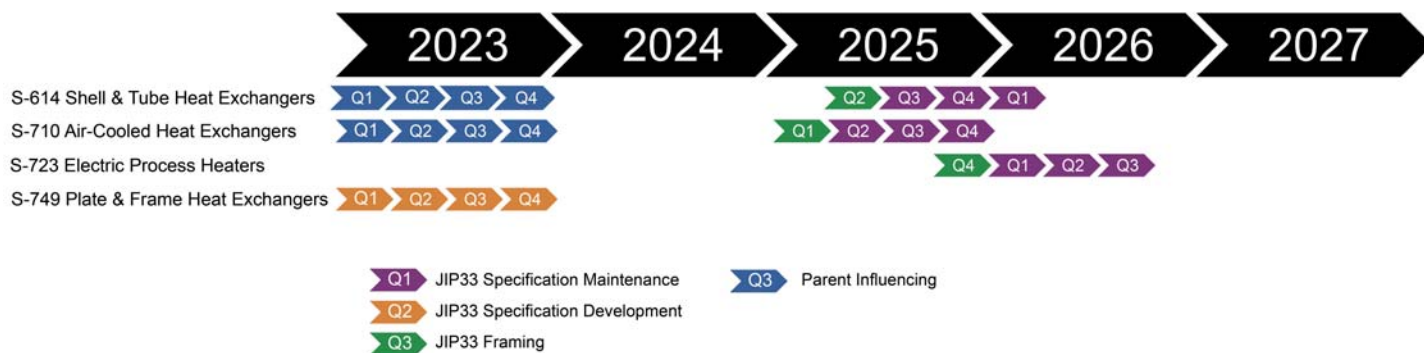 2023 2024 2025 2026 2027
S-614 Shell & Tube Heat Exchangers Q1 Q2 Q3 Q4 Q2 Q3 Q4 Q1
S-710 Air-Cooled Heat Exchangers Q1 Q2 Q3 Q4 Q1 Q2 Q3 Q4
S-723 Electric Process Heaters Q4 Q1 Q2 Q3
S-749 Plate & Frame Heat Exchangers Q1 Q2 Q3 Q4
Q1 JIP33 Specification Maintenance Q3 Parent Influencing
Q2 JIP33 Specification Development
Q3 JIP33 Framing